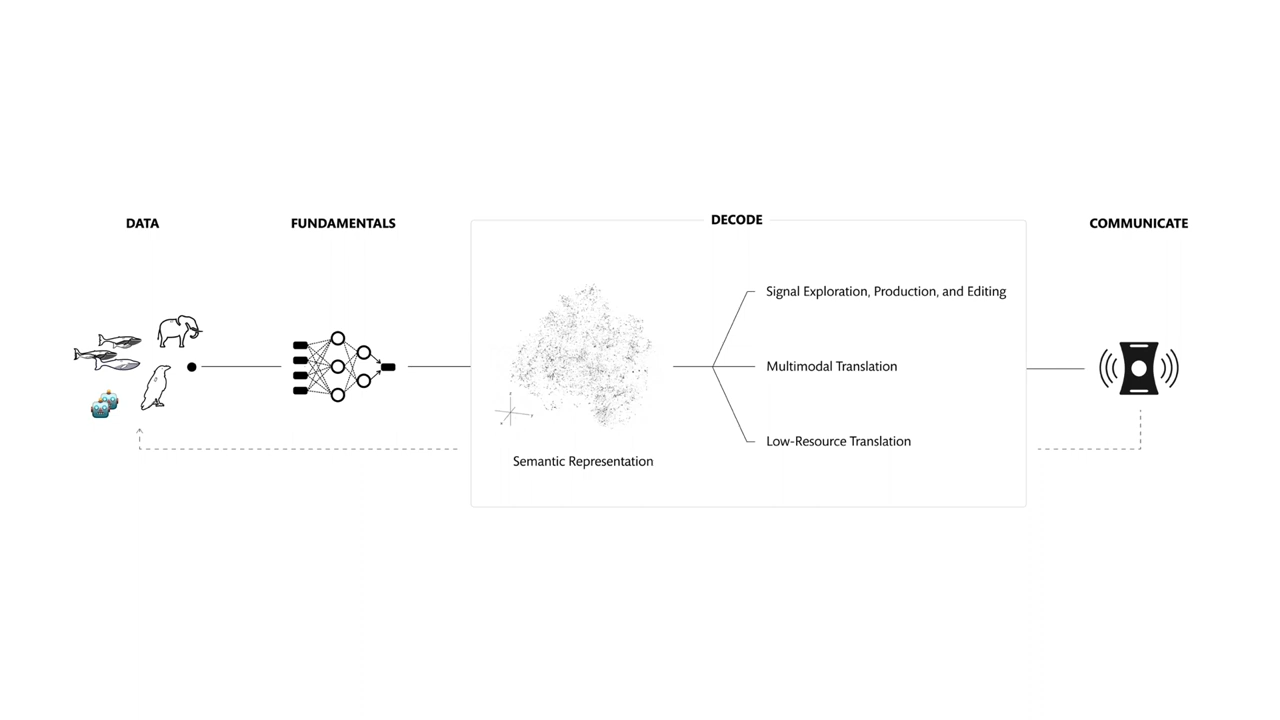 DATA
FUNDAMENTALS
DECODE
COMMUNICATE
Signal Exploration, Production, and Editing
Multimodal Translation
Low-Resource Translation
Semantic Representation